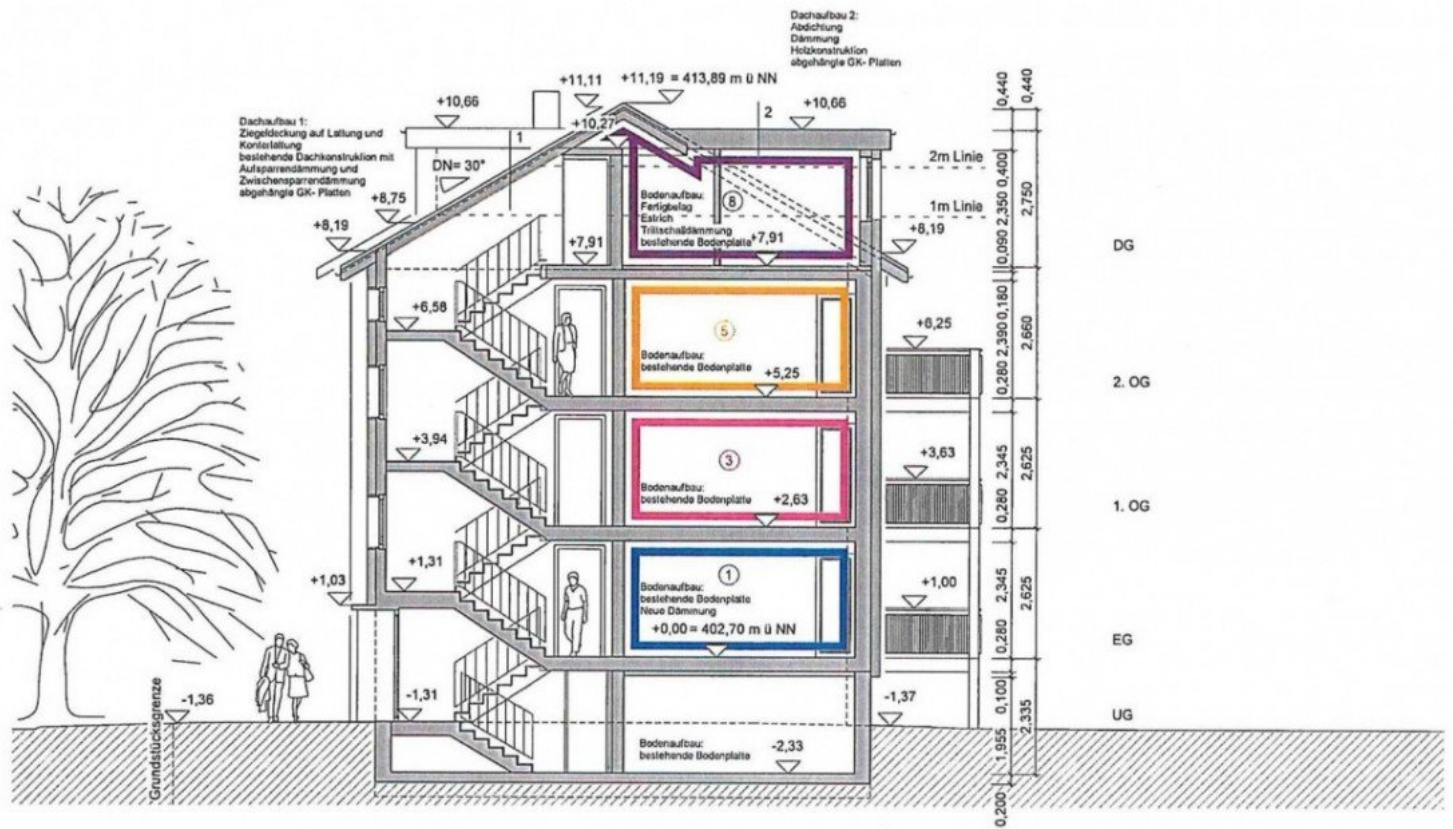 Dachaufbau 2:
Abdichtung
Dämmung
Holzkonstruktion
abgehängte GK- Platten
+11,11
+11,19 = 413,89 m ü NN
+10,66
+10,27
2
+10,66
Dachaufbau 1:
Ziegeldeckung auf Lattung und
Konterlattung
bestehende Dachkonstruktion mit
Aufsparrendämmung und
Zwischensparrendämmung
abgehängte GK- Platten
1
DN= 30°
2m Linie
1m Linie
+8,75
+8,19
+8,19
Bodenaufbau:
Fertigbelag
Estrich
Trittschalldämmung
bestehende Bodenplatte
8
+7,91
+7,91
DG
+6,58
5
Bodenaufbau:
bestehende Bodenplatte
+5,25
+6,25
2. OG
+3,94
3
Bodenaufbau:
bestehende Bodenplatte
+2,63
+3,63
1. OG
+1,31
+1,03
1
Bodenaufbau:
bestehende Bodenplatte
Neue Dämmung
+0,00 = 402,70 m ü NN
+1,00
EG
-1,36
-1,31
-1,37
UG
Grundstücksgrenze
Bodenaufbau:
bestehende Bodenplatte
-2,33
0,440
0,440
0,400
2,350
0,090
2,750
0,180
2,390
0,280
2,660
2,345
0,280
2,625
2,345
0,280
2,625
0,100
1,955
2,335
0,200